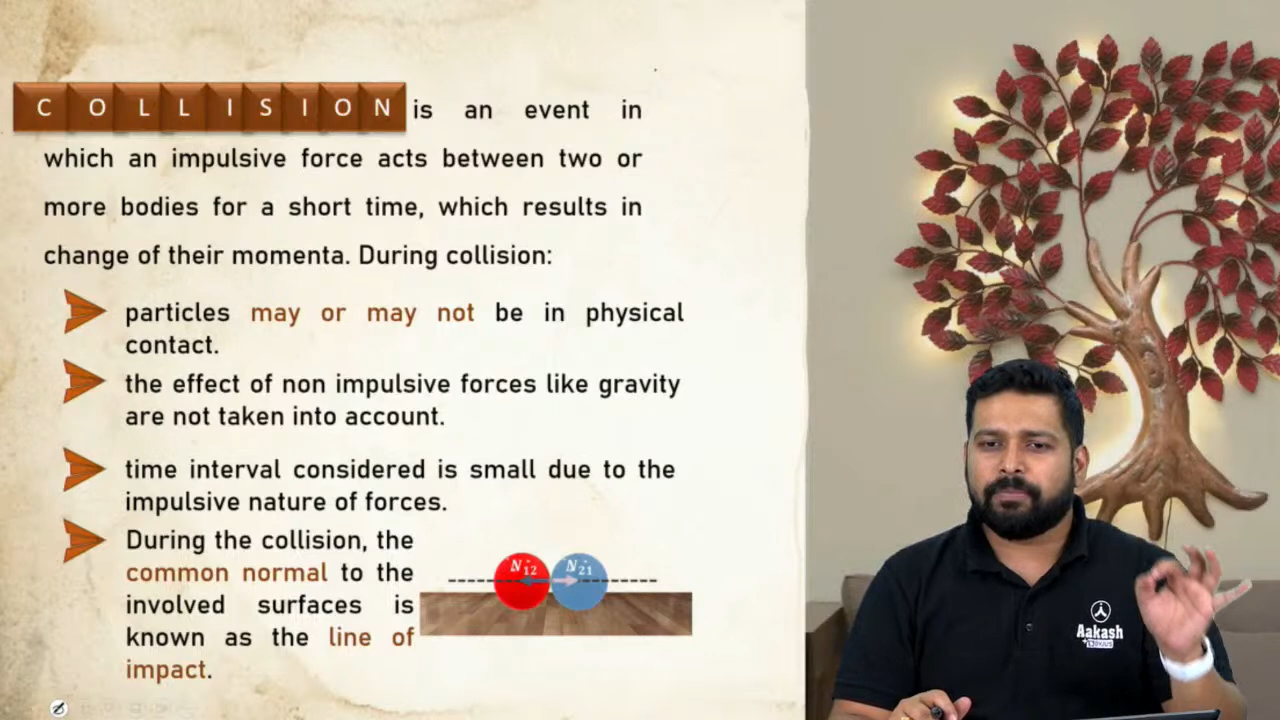 COLLISION is an event in
which an impulsive force acts between two or
more bodies for a short time, which results in
change of their momenta. During collision:
particles may or may not be in physical
contact.
the effect of non impulsive forces like gravity
are not taken into account.
time interval considered is small due to the
impulsive nature of forces.
During the collision, the
common normal to the
involved surfaces is
known as the line of
impact.
N12 N21
Aakash